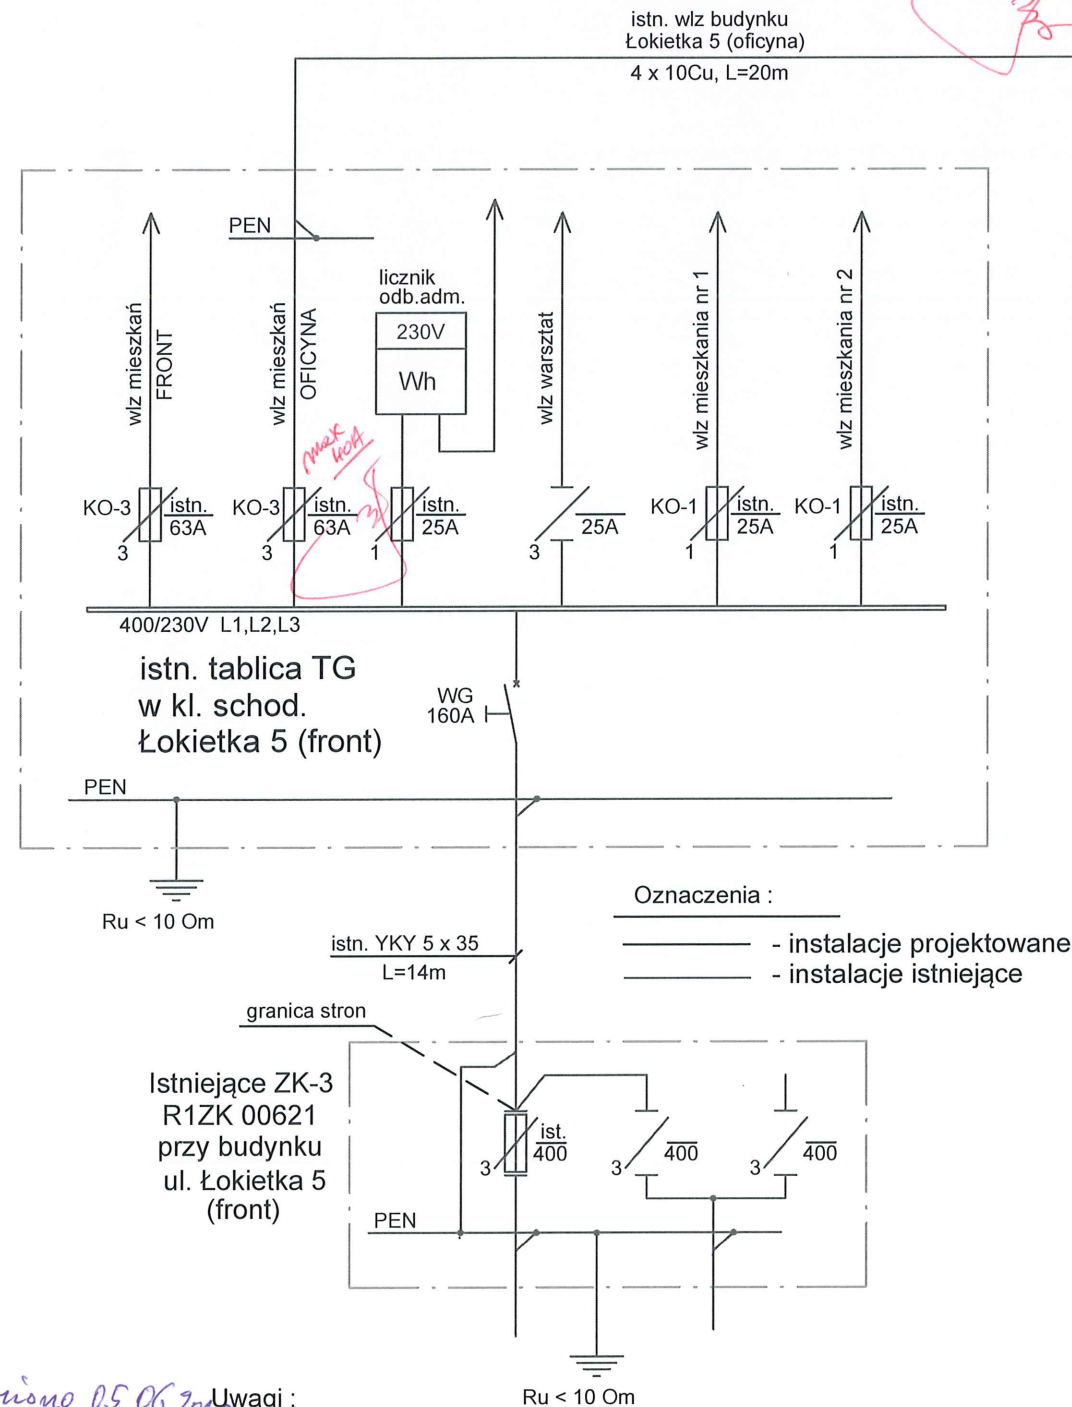 istn. wlz budynku
Łokietka 5 (oficyna)
4 x 10Cu, L=20m
PEN
licznik
odb.adm.
230V
Wh
wlz mieszkań
FRONT
wlz mieszkań
OFICYNA
wlz warsztat
wlz mieszkania nr 1
wlz mieszkania nr 2
max
40A
KO-3
istn.
63A
3
KO-3
istn.
63A
3
istn.
25A
1
25A
3
KO-1
istn.
25A
1
KO-1
istn.
25A
1
400/230V L1,L2,L3
istn. tablica TG
w kl. schod.
Łokietka 5 (front)
WG
160A
PEN
Ru < 10 Om
Oznaczenia :
- instalacje projektowane
- instalacje istniejące
istn. YKY 5 x 35
L=14m
granica stron
Istniejące ZK-3
R1ZK 00621
przy budynku
ul. Łokietka 5
(front)
ist.
400
3
400
3
400
3
PEN
Ru < 10 Om
05 06
Uwagi :